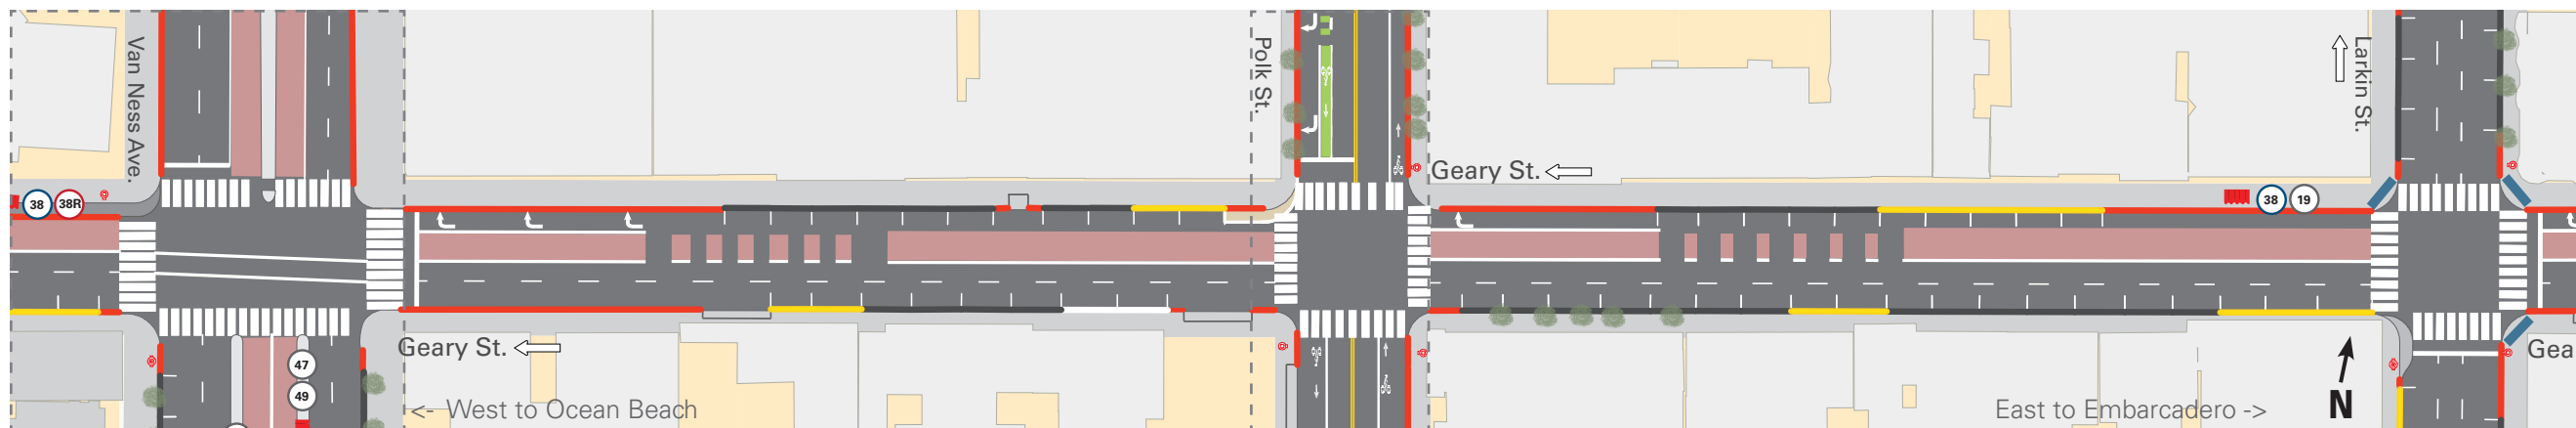 Van Ness Ave.
Polk St.
Larkin St.
Geary St.
38
38R
38
19
Geary St.
Gea
47
49
<- West to Ocean Beach
East to Embarcadero ->
N